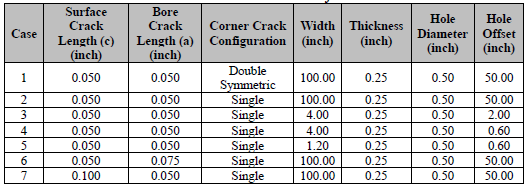 Case Surface Crack Length (c) (inch) Bore Crack Length (a) (inch) Corner Crack Configuration Width (inch) Thickness (inch) Hole Diameter (inch) Hole Offset (inch)
1 0.050 0.050 Double Symmetric 100.00 0.25 0.50 50.00
2 0.050 0.050 Single 100.00 0.25 0.50 50.00
3 0.050 0.050 Single 4.00 0.25 0.50 2.00
4 0.050 0.050 Single 4.00 0.25 0.50 0.60
5 0.050 0.050 Single 1.20 0.25 0.50 0.60
6 0.050 0.075 Single 100.00 0.25 0.50 50.00
7 0.100 0.050 Single 100.00 0.25 0.50 50.00